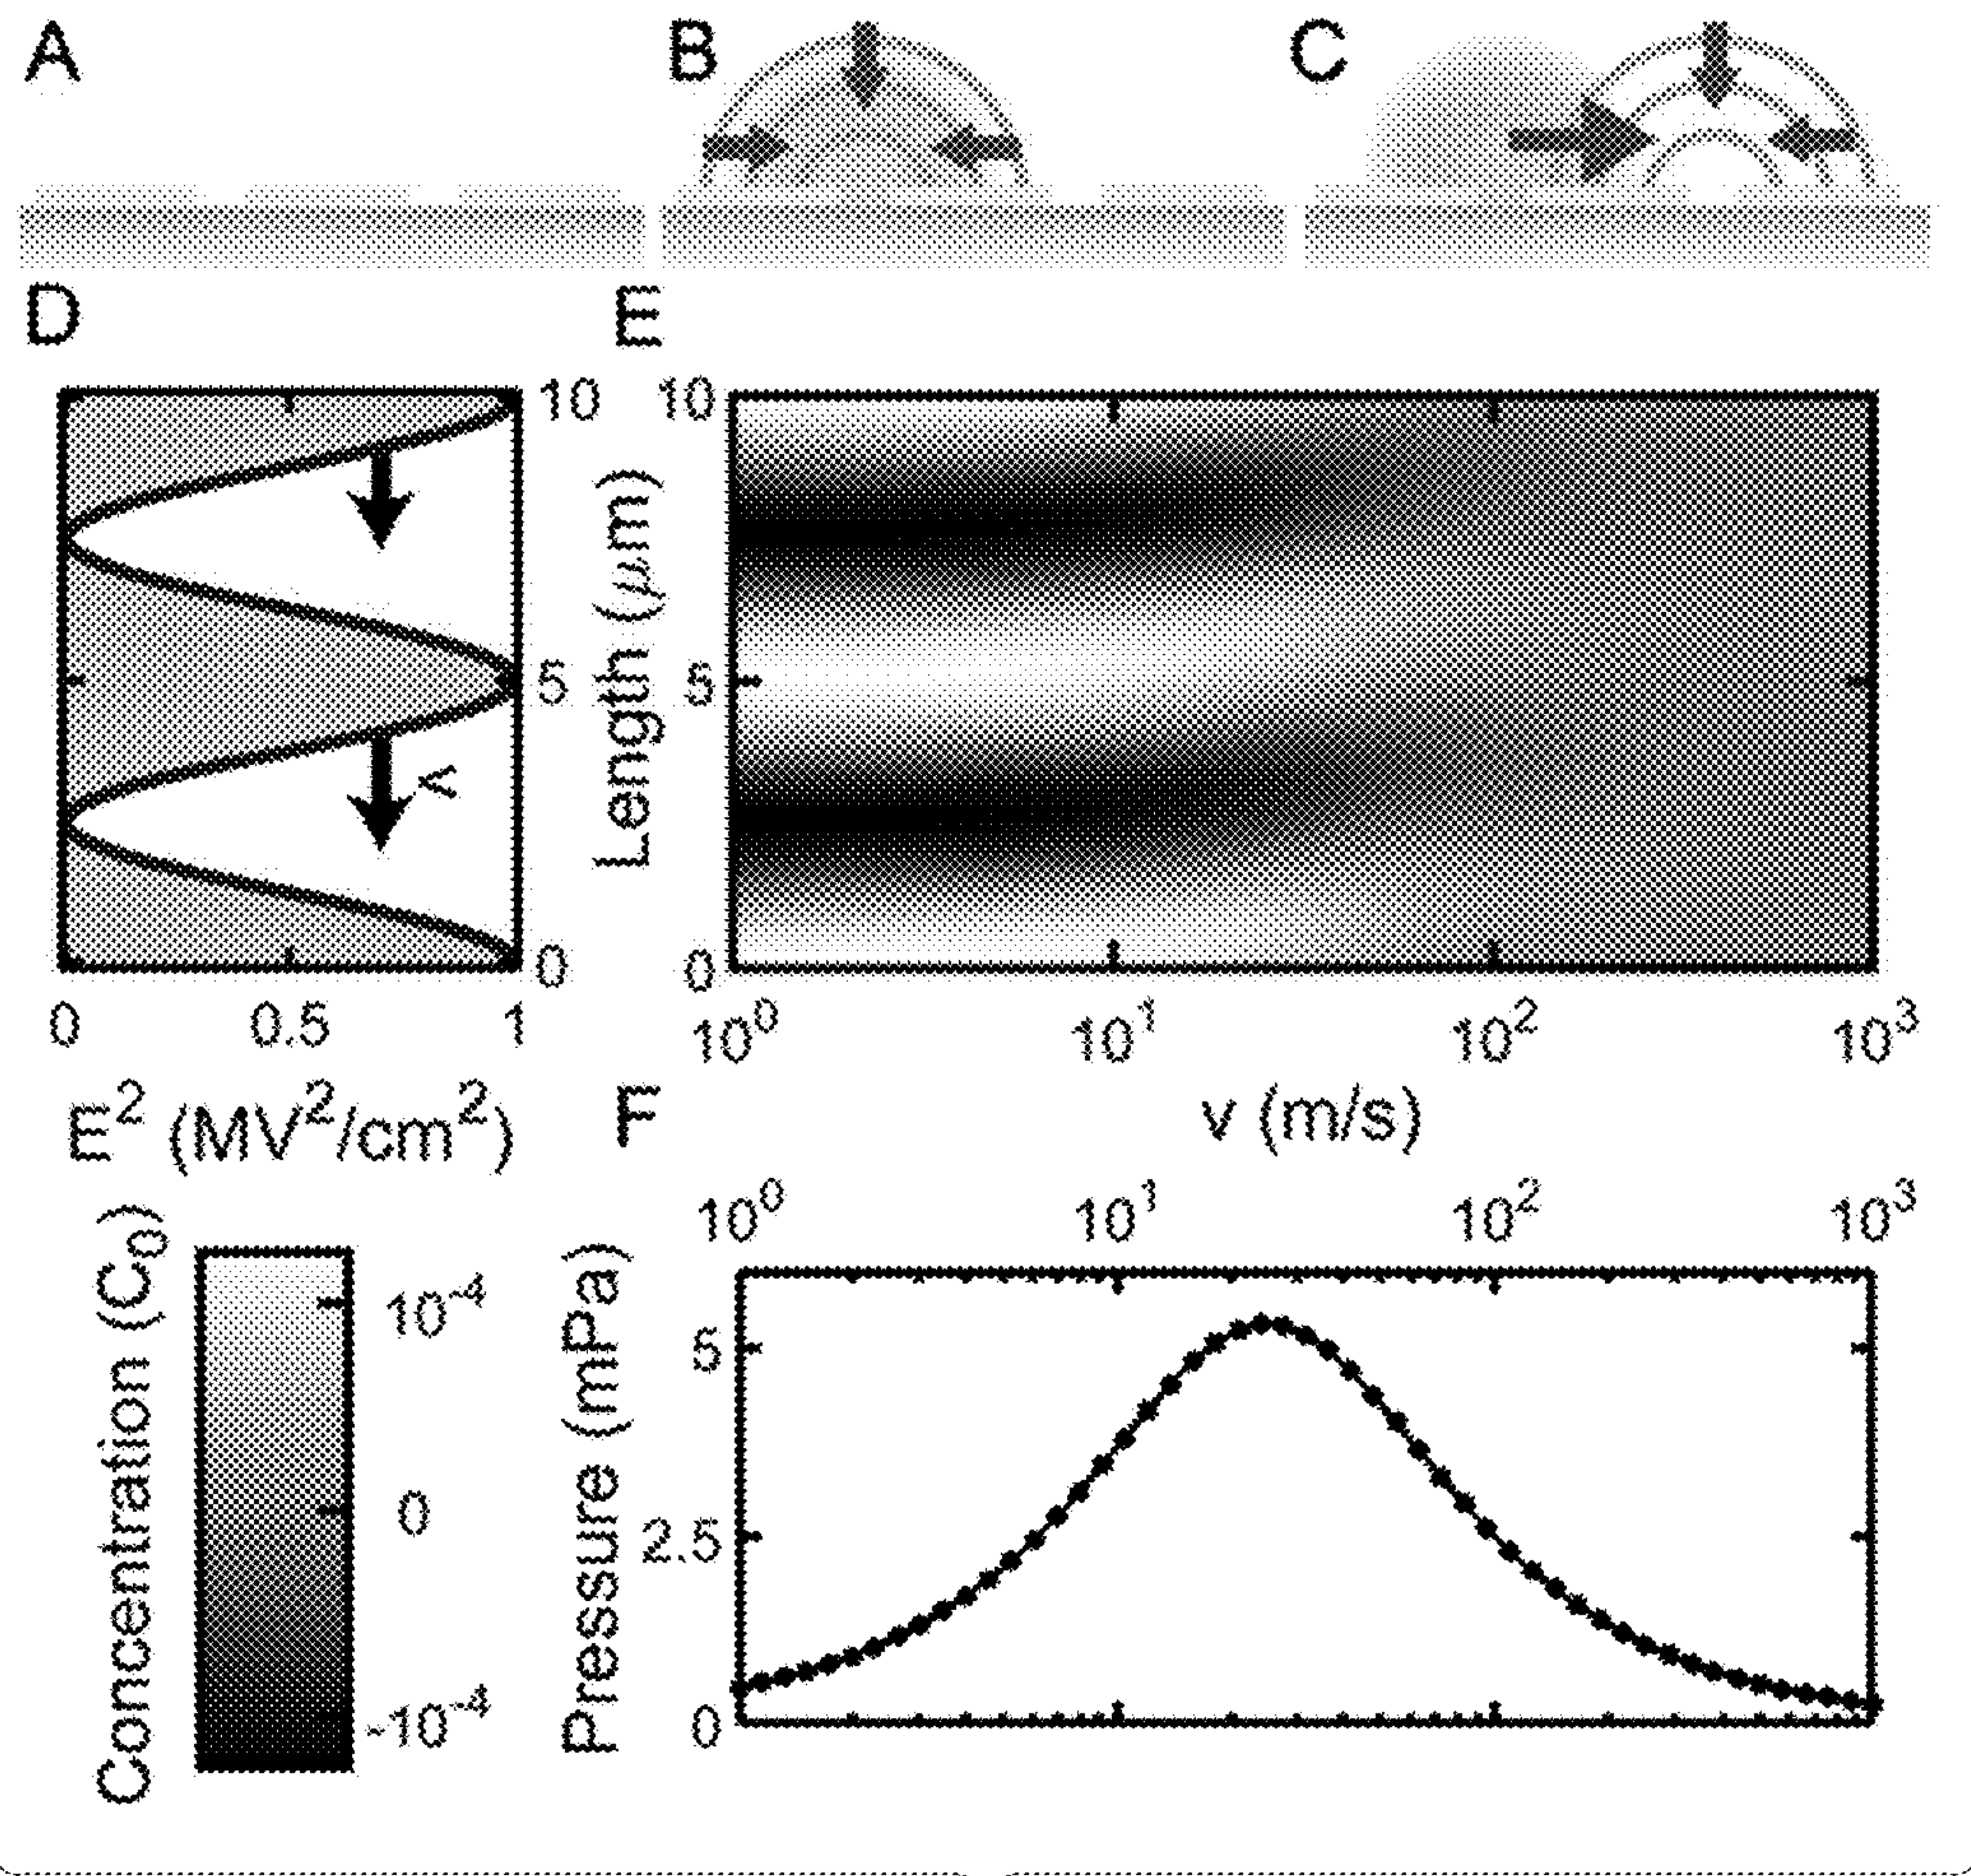 A
B
C
D
E
10
5
0
v
0
0.5
1
E² (MV²/cm²)
Length (μm)
10
5
0
10⁰
10¹
10²
10³
v (m/s)
Concentration (C₀)
10⁻⁴
0
-10⁻⁴
F
10⁰
10¹
10²
10³
Pressure (mPa)
5
2.5
0